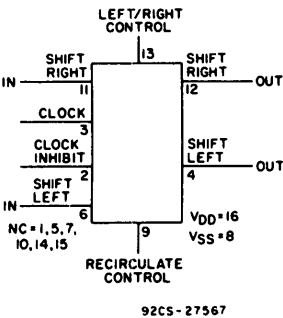 LEFT/RIGHT
CONTROL
13
SHIFT
RIGHT
IN
11
SHIFT
RIGHT
OUT
12
CLOCK
3
CLOCK
INHIBIT
2
SHIFT
LEFT
OUT
4
SHIFT
LEFT
IN
6
NC=1,5,7,
10,14,15
9
VDD=16
VSS=8
RECIRCULATE
CONTROL
92CS-27567